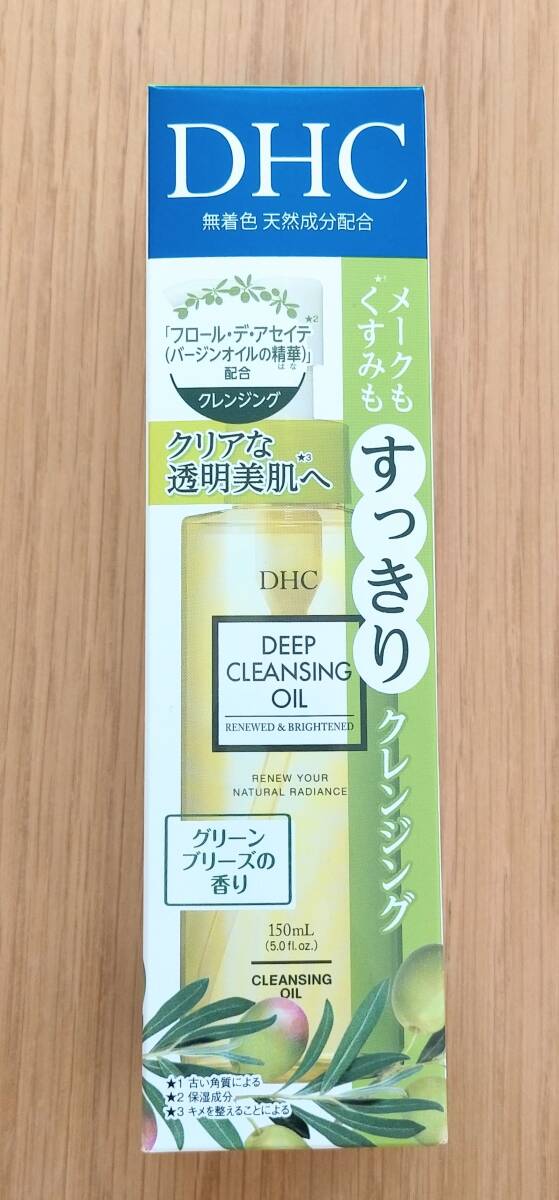 DHC
無着色 天然成分配合
★1
メークも
くすみも
すっきり
クレンジング
★2
「フロール・デ・アセイテ
(バージンオイルの精華)」
はな
配合
クレンジング
クリアな
透明美肌へ
★3
DHC
DEEP
CLEANSING
OIL
RENEWED & BRIGHTENED
RENEW YOUR
NATURAL RADIANCE
グリーン
ブリーズの
香り
150mL
(5.0 fl. oz.)
CLEANSING
OIL
★1 古い角質による
★2 保湿成分
★3 キメを整えることによる